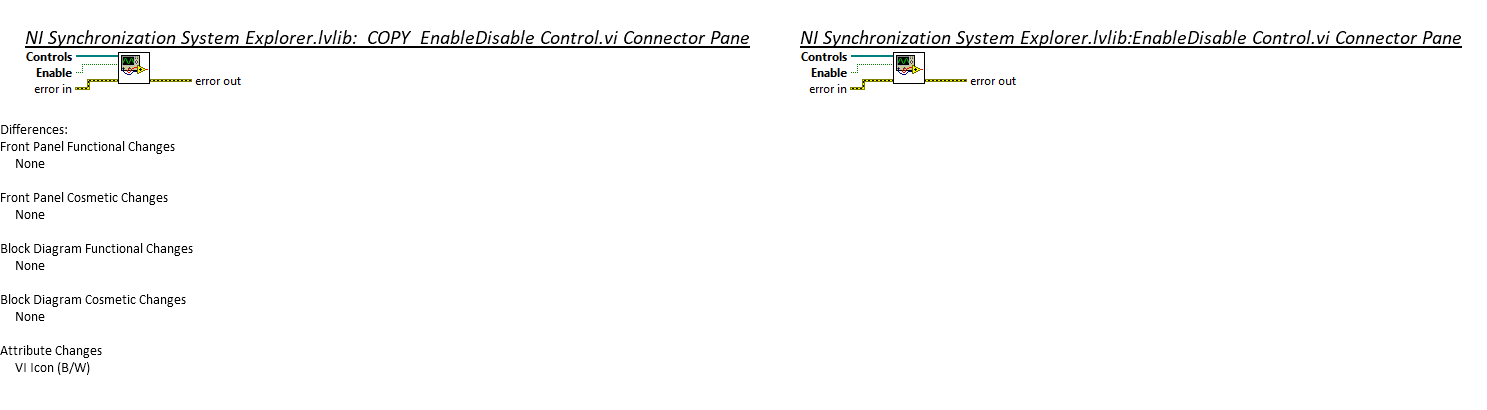 NI Synchronization System Explorer.lvlib:_COPY_EnableDisable Control.vi Connector Pane
Controls
Enable
error in
error out
NI Synchronization System Explorer.lvlib:EnableDisable Control.vi Connector Pane
Controls
Enable
error in
error out
Differences:
Front Panel Functional Changes
None
Front Panel Cosmetic Changes
None
Block Diagram Functional Changes
None
Block Diagram Cosmetic Changes
None
Attribute Changes
VI Icon (B/W)